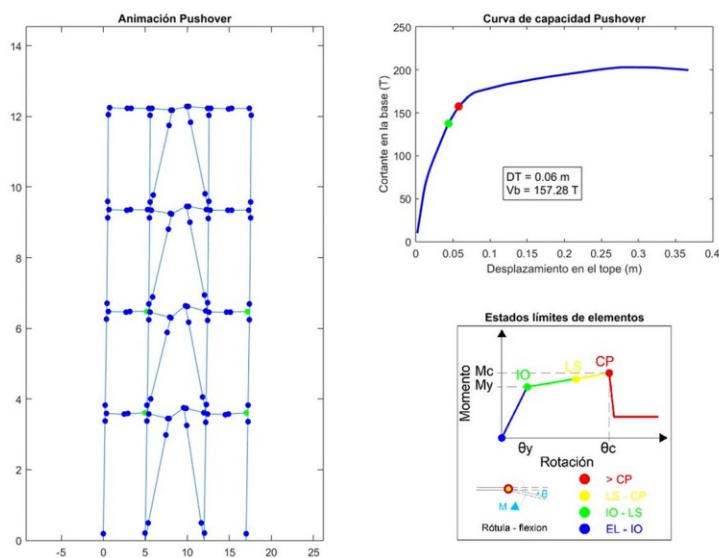 Animación Pushover
14
12
10
8
6
4
2
0
-5
0
5
10
15
20
25
Curva de capacidad Pushover
Cortante en la base (T)
250
200
150
100
50
0
DT = 0.06 m
Vb = 157.28 T
0
0.05
0.1
0.15
0.2
0.25
0.3
0.35
0.4
Desplazamiento en el tope (m)
Estados límites de elementos
Momento
Mc
My
IO
LS
CP
θy
θc
Rotación
M
θ
Rótula - flexion
> CP
LS - CP
IO - LS
EL - IO